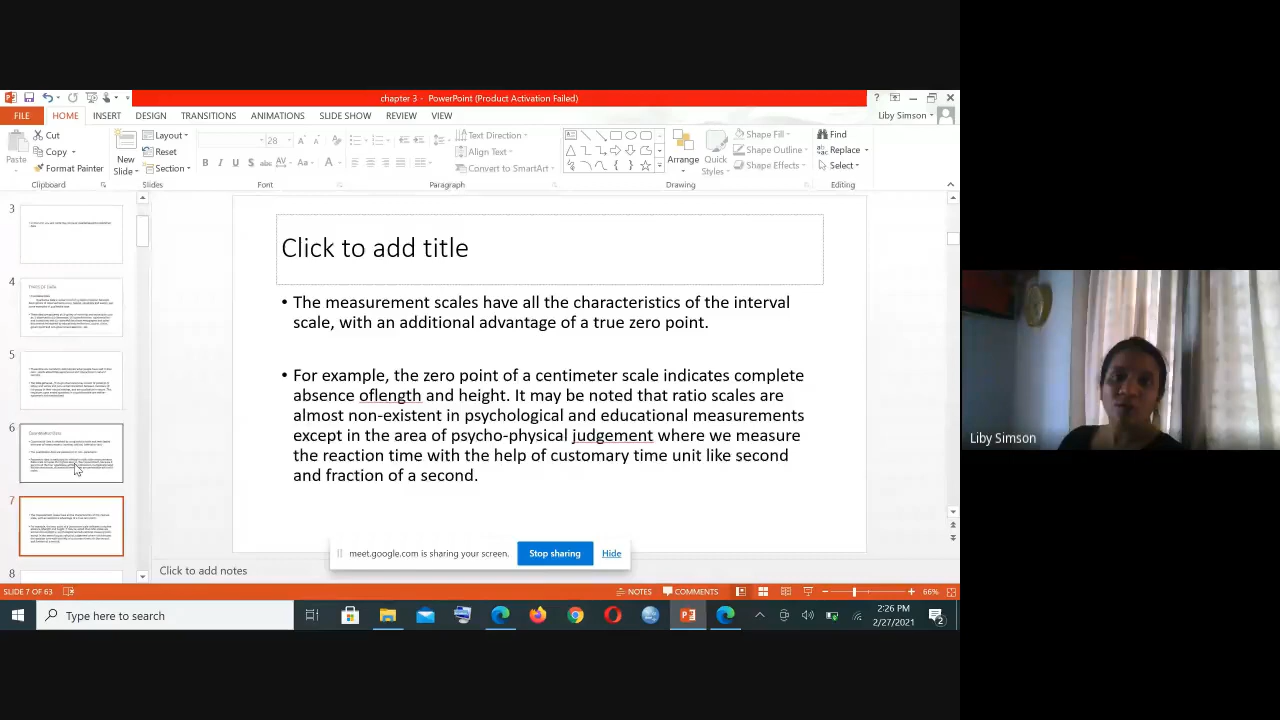 chapter 3 - PowerPoint (Product Activation Failed)
FILE HOME INSERT DESIGN TRANSITIONS ANIMATIONS SLIDE SHOW REVIEW VIEW Liby Simson
Paste Cut Copy Format Painter
Clipboard
New Slide Layout Reset Section
Slides
28
Font
Text Direction Align Text Convert to SmartArt
Paragraph
Arrange Quick Styles Shape Fill Shape Outline Shape Effects
Drawing
Find Replace Select
Editing
3
4
5
6
7
8
Click to add title
• The measurement scales have all the characteristics of the interval
scale, with an additional advantage of a true zero point.
• For example, the zero point of a centimeter scale indicates complete
absence oflength and height. It may be noted that ratio scales are
almost non-existent in psychological and educational measurements
except in the area of psycho-physical judgement where we measure
the reaction time with the help of customary time unit like second
and fraction of a second.
meet.google.com is sharing your screen. Stop sharing Hide
Click to add notes
SLIDE 7 OF 63 NOTES COMMENTS 66%
Type here to search
2:26 PM
2/27/2021
2
Liby Simson